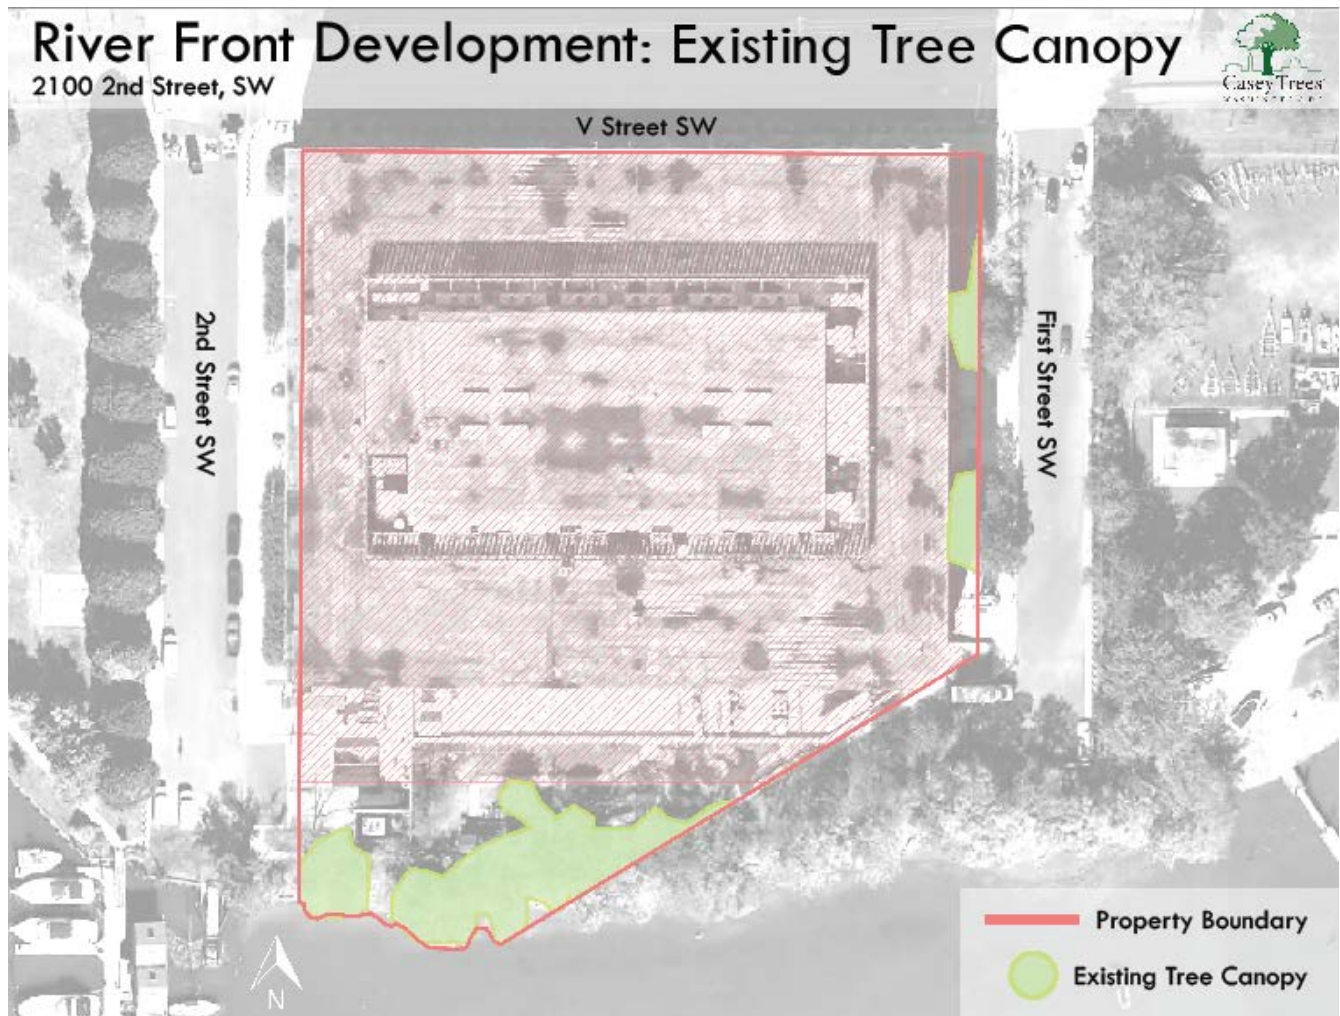 River Front Development: Existing Tree Canopy
2100 2nd Street, SW
Casey Trees
V Street SW
2nd Street SW
First Street SW
Property Boundary
Existing Tree Canopy
N